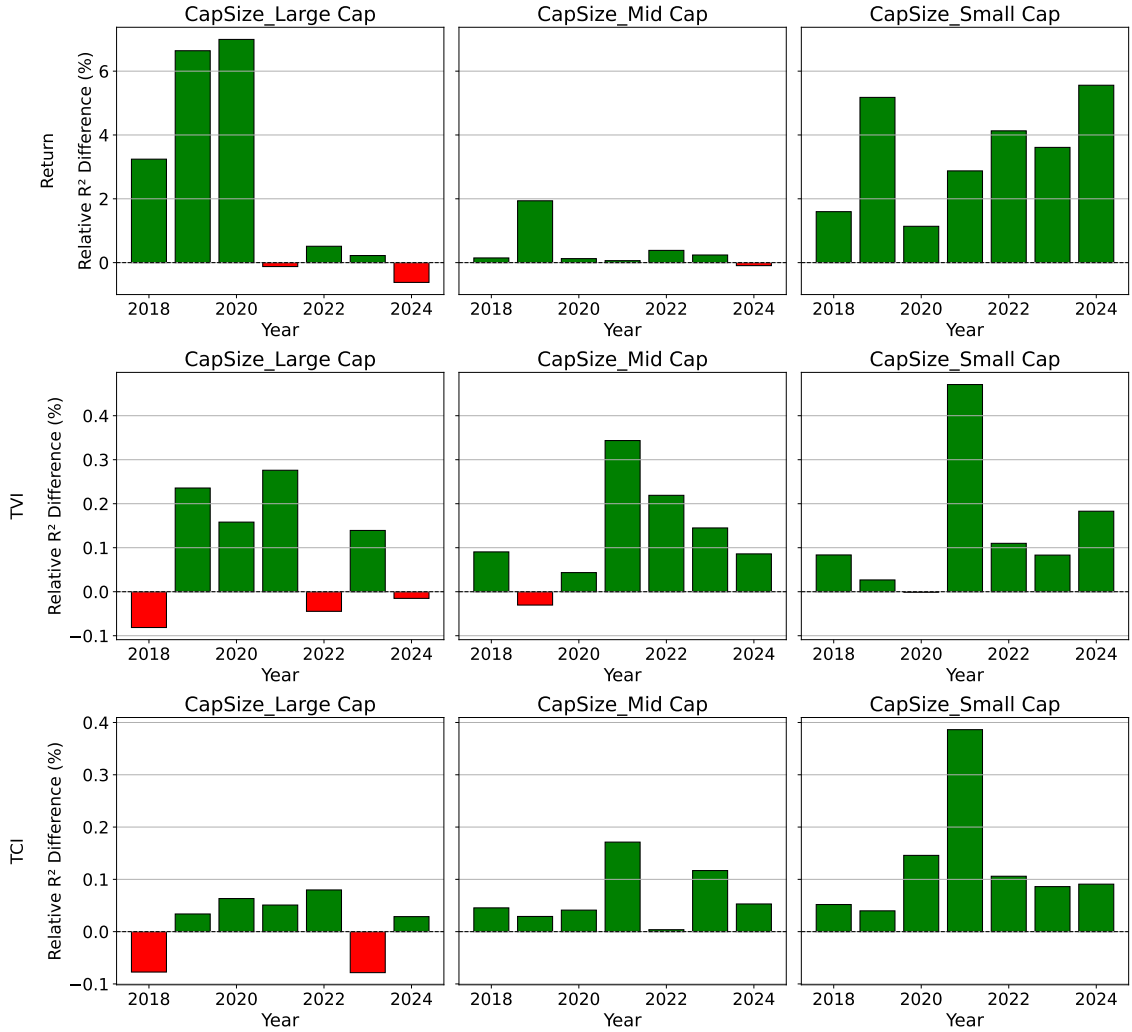 CapSize_Large Cap CapSize_Mid Cap CapSize_Small Cap
Return
Relative R² Difference (%)
6
4
2
0
2018 2020 2022 2024 2018 2020 2022 2024 2018 2020 2022 2024
Year Year Year
CapSize_Large Cap CapSize_Mid Cap CapSize_Small Cap
TVI
Relative R² Difference (%)
0.4
0.3
0.2
0.1
0.0
−0.1
2018 2020 2022 2024 2018 2020 2022 2024 2018 2020 2022 2024
Year Year Year
CapSize_Large Cap CapSize_Mid Cap CapSize_Small Cap
TCI
Relative R² Difference (%)
0.4
0.3
0.2
0.1
0.0
−0.1
2018 2020 2022 2024 2018 2020 2022 2024 2018 2020 2022 2024
Year Year Year